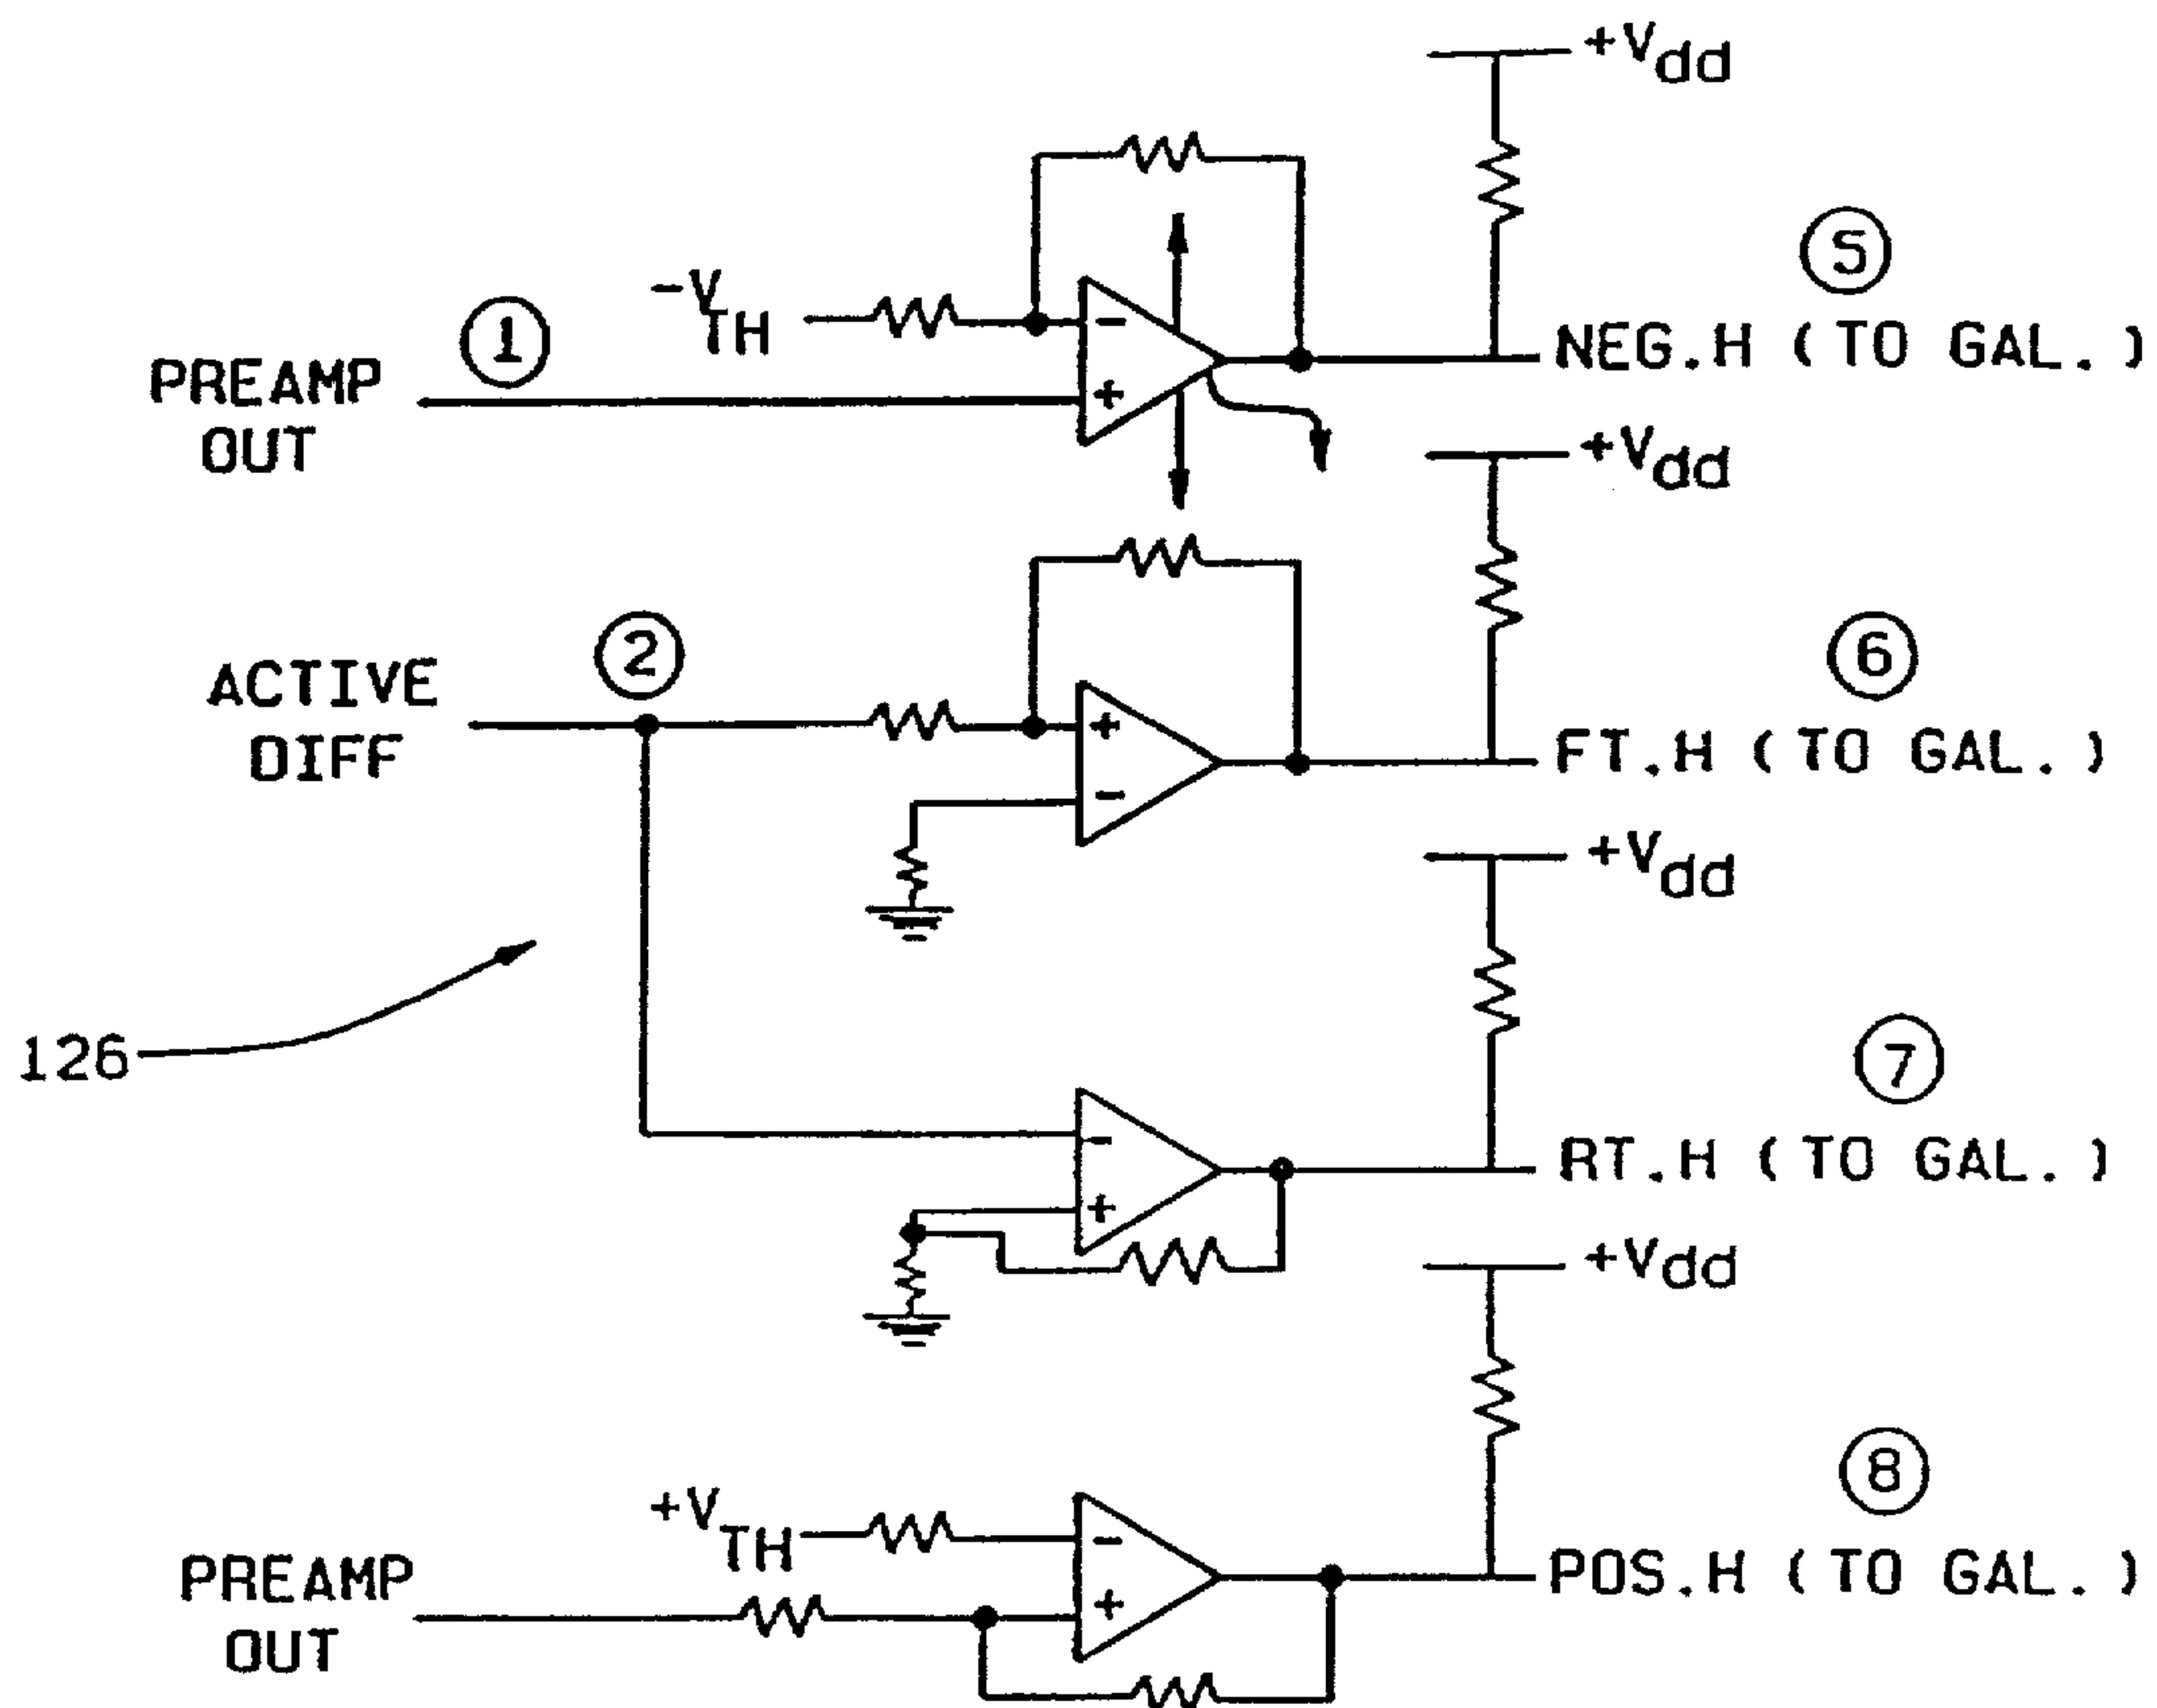 +Vdd
-VTH
1
PREAMP
OUT
-
+
5
NEG.H (TO GAL.)
+Vdd
ACTIVE
DIFF
2
+
-
6
FT.H (TO GAL.)
+Vdd
126
-
+
7
RT.H (TO GAL.)
+Vdd
+VTH
PREAMP
OUT
-
+
8
POS.H (TO GAL.)